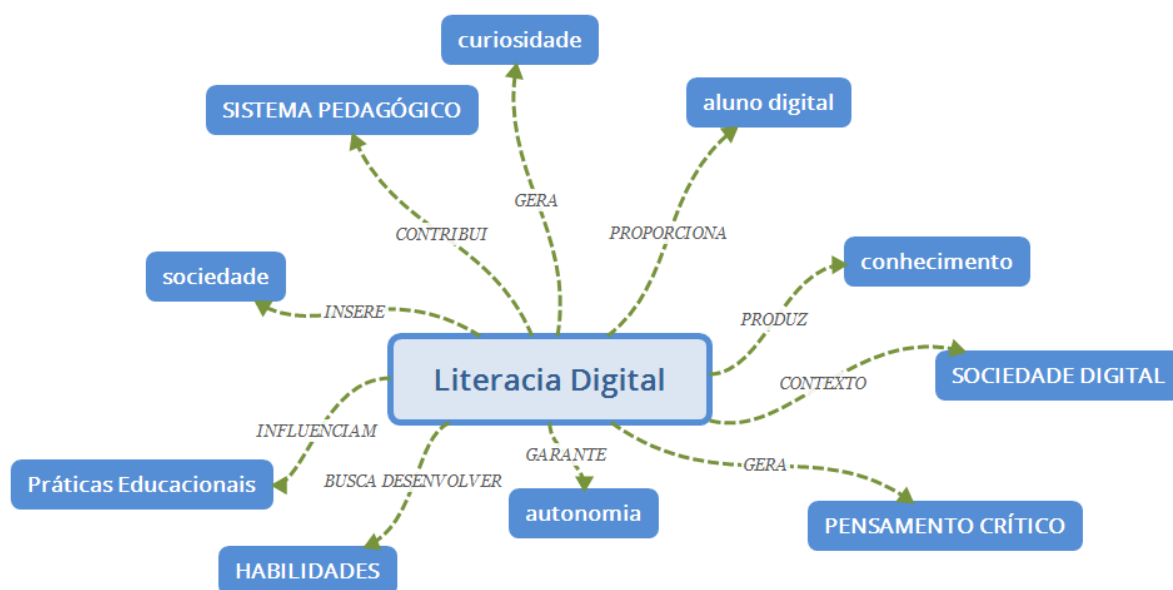 curiosidade
aluno digital
SISTEMA PEDAGÓGICO
GERA
CONTRIBUI
PROPORCIONA
conhecimento
sociedade
INSERE
PRODUZ
Literacia Digital
SOCIEDADE DIGITAL
CONTEXTO
INFLUENCIAM
GARANTE
GERA
Práticas Educacionais
BUSCA DESENVOLVER
autonomia
PENSAMENTO CRÍTICO
HABILIDADES